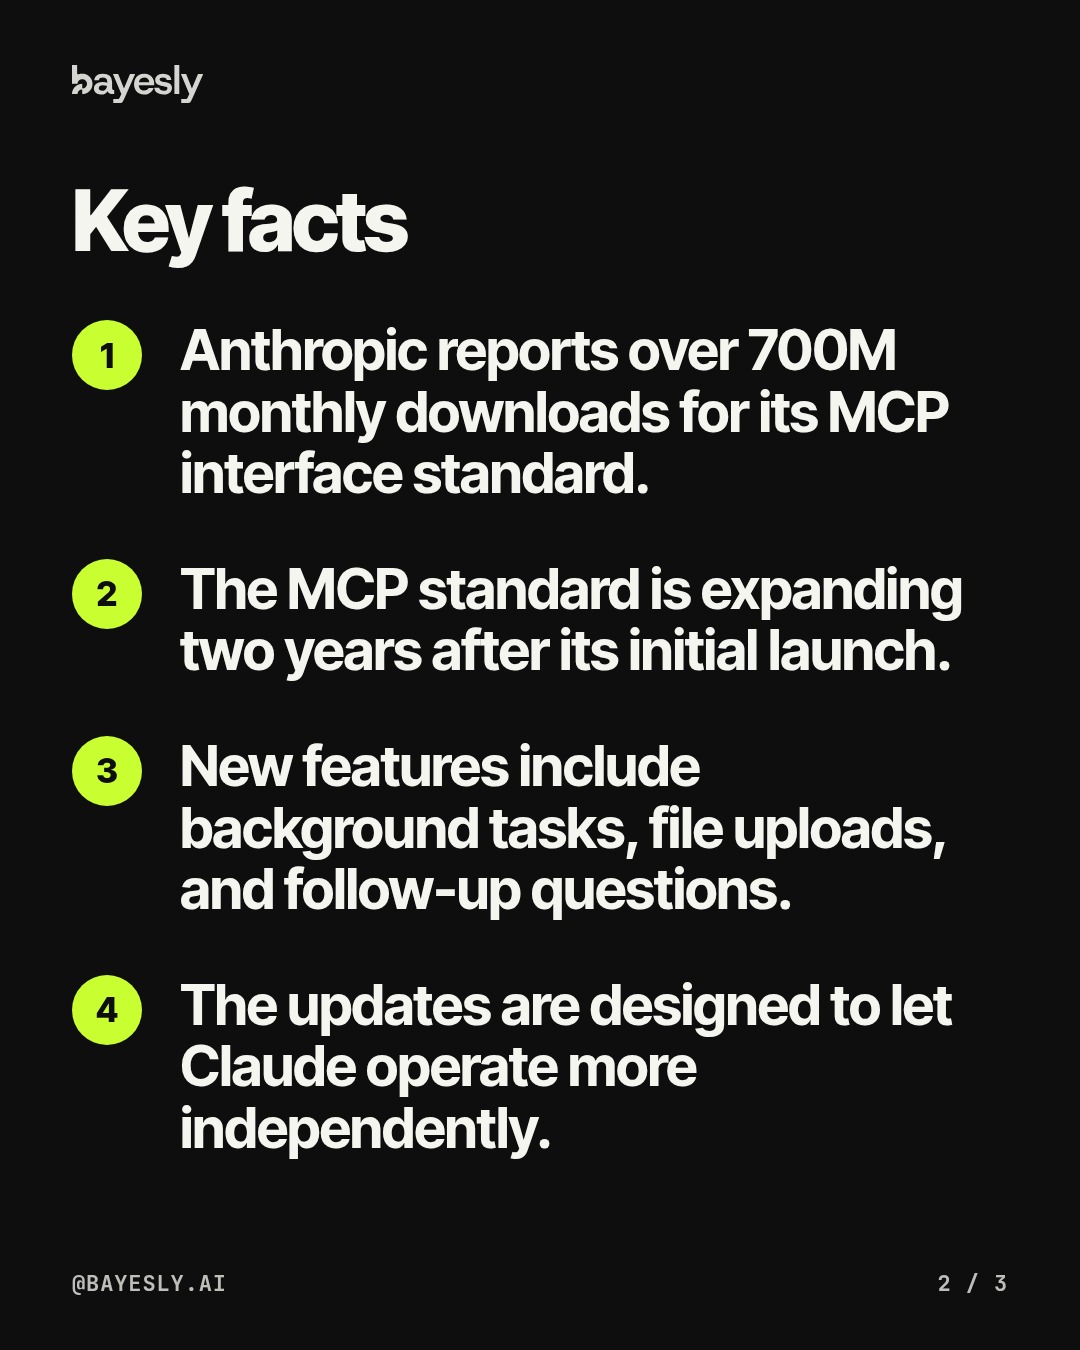 bayesly
Key facts
1
Anthropic reports over 700M
monthly downloads for its MCP
interface standard.
2
The MCP standard is expanding
two years after its initial launch.
3
New features include
background tasks, file uploads,
and follow-up questions.
4
The updates are designed to let
Claude operate more
independently.
@BAYESLY.AI
2 / 3